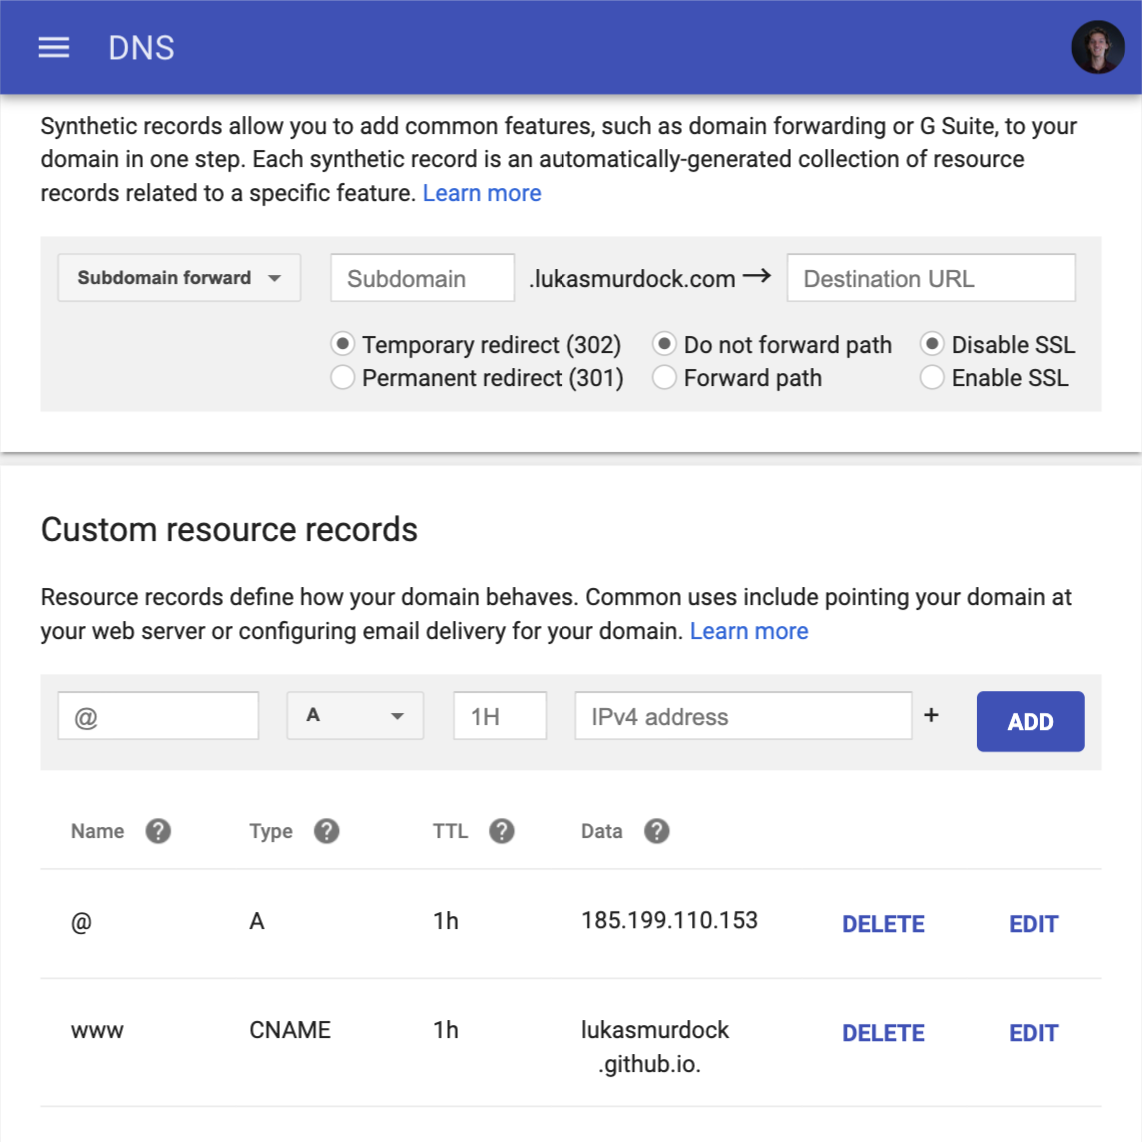 DNS
Synthetic records allow you to add common features, such as domain forwarding or G Suite, to your
domain in one step. Each synthetic record is an automatically-generated collection of resource
records related to a specific feature. Learn more
Subdomain forward Subdomain .lukasmurdock.com → Destination URL
Temporary redirect (302) Do not forward path Disable SSL
Permanent redirect (301) Forward path Enable SSL
Custom resource records
Resource records define how your domain behaves. Common uses include pointing your domain at
your web server or configuring email delivery for your domain. Learn more
@ A 1H IPv4 address + ADD
Name ? Type ? TTL ? Data ?
@ A 1h 185.199.110.153 DELETE EDIT
www CNAME 1h lukasmurdock DELETE EDIT
.github.io.